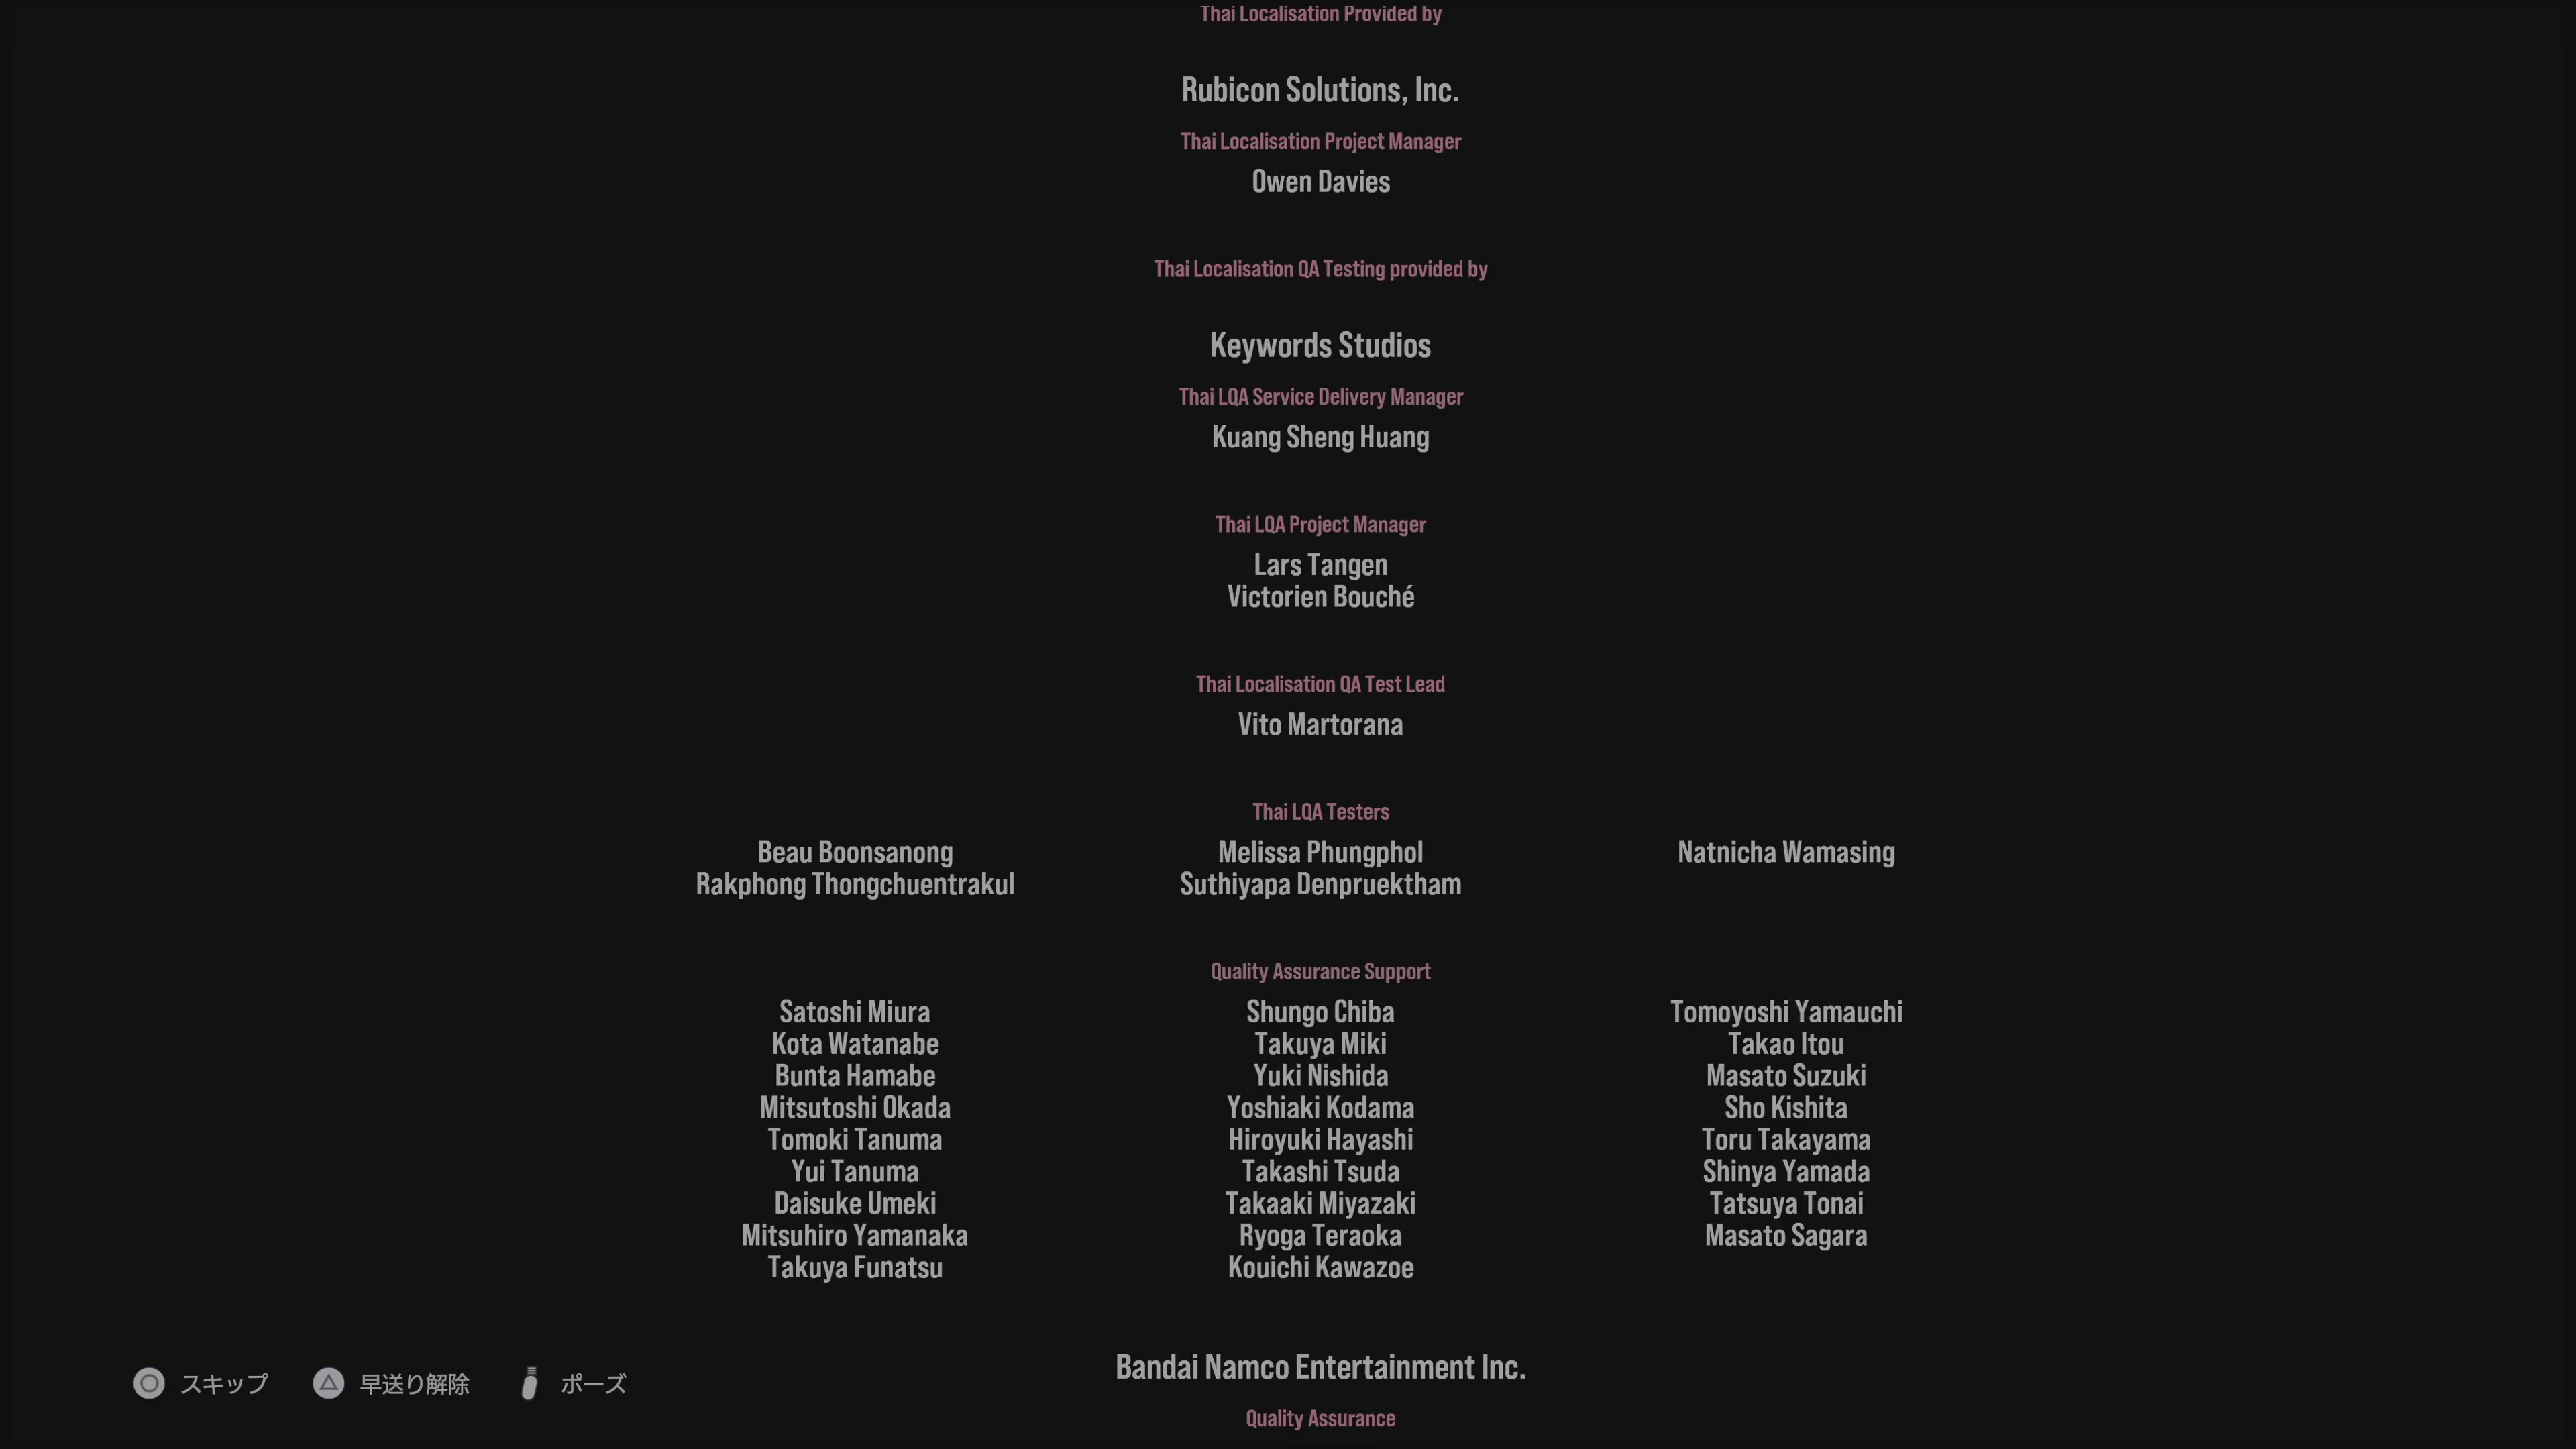 Thai Localisation Provided by
Rubicon Solutions, Inc.
Thai Localisation Project Manager
Owen Davies
Thai Localisation QA Testing provided by
Keywords Studios
Thai LQA Service Delivery Manager
Kuang Sheng Huang
Thai LQA Project Manager
Lars Tangen
Victorien Bouché
Thai Localisation QA Test Lead
Vito Martorana
Thai LQA Testers
Beau Boonsanong Melissa Phungphol Natnicha Wamasing
Rakphong Thongchuentrakul Suthiyapa Denpruektham
Quality Assurance Support
Satoshi Miura Shungo Chiba Tomoyoshi Yamauchi
Kota Watanabe Takuya Miki Takao Itou
Bunta Hamabe Yuki Nishida Masato Suzuki
Mitsutoshi Okada Yoshiaki Kodama Sho Kishita
Tomoki Tanuma Hiroyuki Hayashi Toru Takayama
Yui Tanuma Takashi Tsuda Shinya Yamada
Daisuke Umeki Takaaki Miyazaki Tatsuya Tonai
Mitsuhiro Yamanaka Ryoga Teraoka Masato Sagara
Takuya Funatsu Kouichi Kawazoe
Bandai Namco Entertainment Inc.
スキップ 早送り解除 ポーズ
Quality Assurance